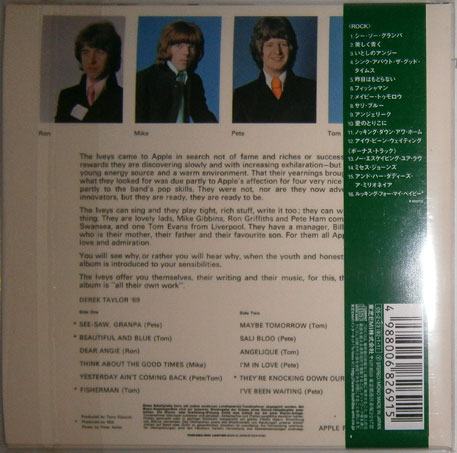 Ron
Mike
Pete
Tom
The Iveys came to Apple in search not of fame and riches or success
rewards they are discovering slowly and with increasing exhilaration—but
young energy source and a warm environment. That their yearnings broug
what they looked for was due partly to Apple's affection for four very nice
partly to the band's pop skills. They were not, nor are they now adve
innovators, but they are ready, they are ready to be.
The Iveys can sing and they play tight, rich stuff, write it too; they can w
thing. They are lovely lads, Mike Gibbins, Ron Griffiths and Pete Ham com
Swansea, and one Tom Evans from Liverpool. They have a manager, Bill
who is their mother, their father and their favourite son. For them all Ap
love and admiration.
You will see why, or rather you will hear why, when the youth and honest
album is introduced to your sensibilities.
The Iveys offer you themselves, their writing and their music, for this, th
album is "all their own work".
DEREK TAYLOR '69
Side One
* SEE-SAW, GRANPA (Pete)
* BEAUTIFUL AND BLUE (Tom)
DEAR ANGIE (Ron)
THINK ABOUT THE GOOD TIMES (Mike)
YESTERDAY AIN'T COMING BACK (Pete/Tom)
* FISHERMAN (Tom)
Side Two
MAYBE TOMORROW (Tom)
SALI BLOO (Pete)
ANGELIQUE (Tom)
I'M IN LOVE (Pete)
* THEY'RE KNOCKING DOWN OUR
I'VE BEEN WAITING (Pete)
APPLE
〈ROCK〉
1. シー・ソー・グランパ
2. 美しく青く
3. いとしのアンジー
4. シンク・アバウト・ザ・グッド・
タイムス
5. 昨日はもどらない
6. フィッシャマン
7. メイビー・トゥモロウ
8. サリ・ブルー
9. アンジェリーク
10. 愛のとりこに
11. ノッキング・ダウン・アワ・ホーム
12. アイヴ・ビーン・ウェイティング
〈ボーナス・トラック〉
13. ノー・エスケイピング・ユア・ラヴ
14. ミセス・ジョーンズ
15. アンド・ハー・ダディーズ・
ア・ミリオネイア
16. ルッキング・フォー・マイ・ベイビー
4 988006 826915